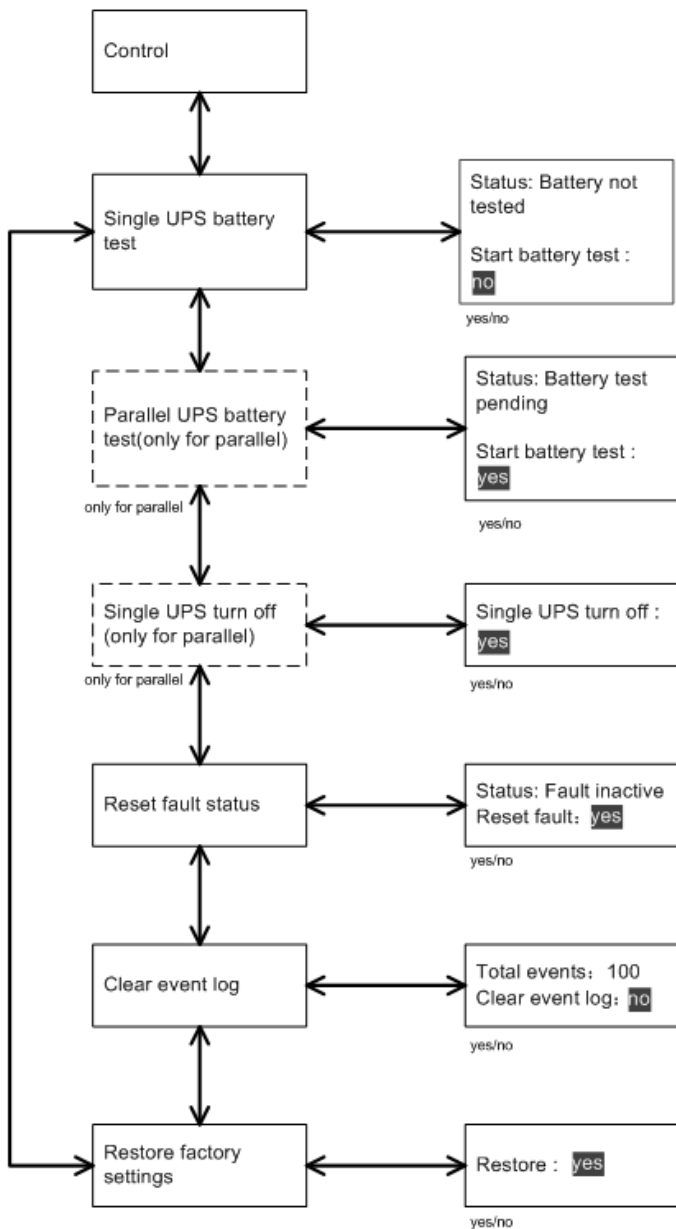 Control
Single UPS battery
test
Status: Battery not
tested
Start battery test :
no
yes/no
Parallel UPS battery
test(only for parallel)
Status: Battery test
pending
Start battery test :
yes
only for parallel
yes/no
Single UPS turn off
(only for parallel)
Single UPS turn off :
yes
only for parallel
yes/no
Reset fault status
Status: Fault inactive
Reset fault：yes
yes/no
Clear event log
Total events：100
Clear event log：no
yes/no
Restore factory
settings
Restore : yes
yes/no